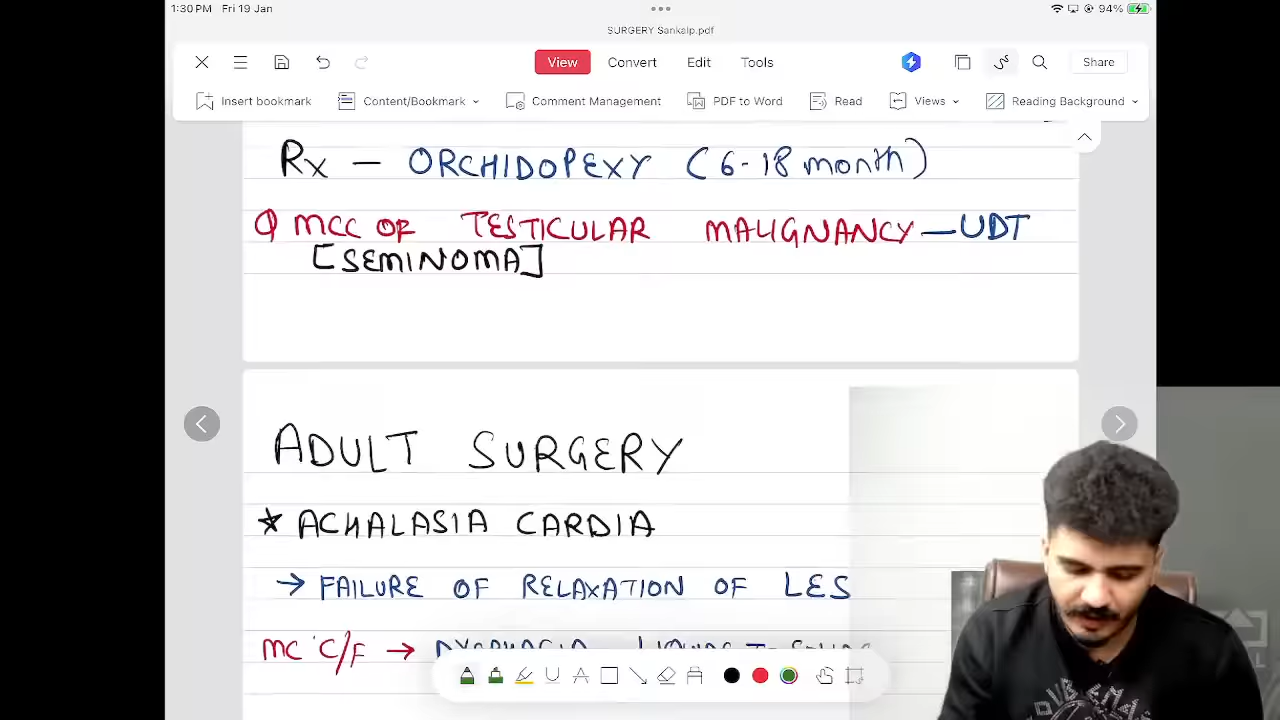 1:30 PM Fri 19 Jan
94%
SURGERY Sankalp.pdf
View Convert Edit Tools Share
Insert bookmark Content/Bookmark Comment Management PDF to Word Read Views Reading Background
Rx — ORCHIDOPEXY (6-18 month)
Q MCC OF TESTICULAR MALIGNANCY — UDT
[SEMINOMA]
ADULT SURGERY
★ ACHALASIA CARDIA
→ FAILURE OF RELAXATION OF LES
MC C/F →